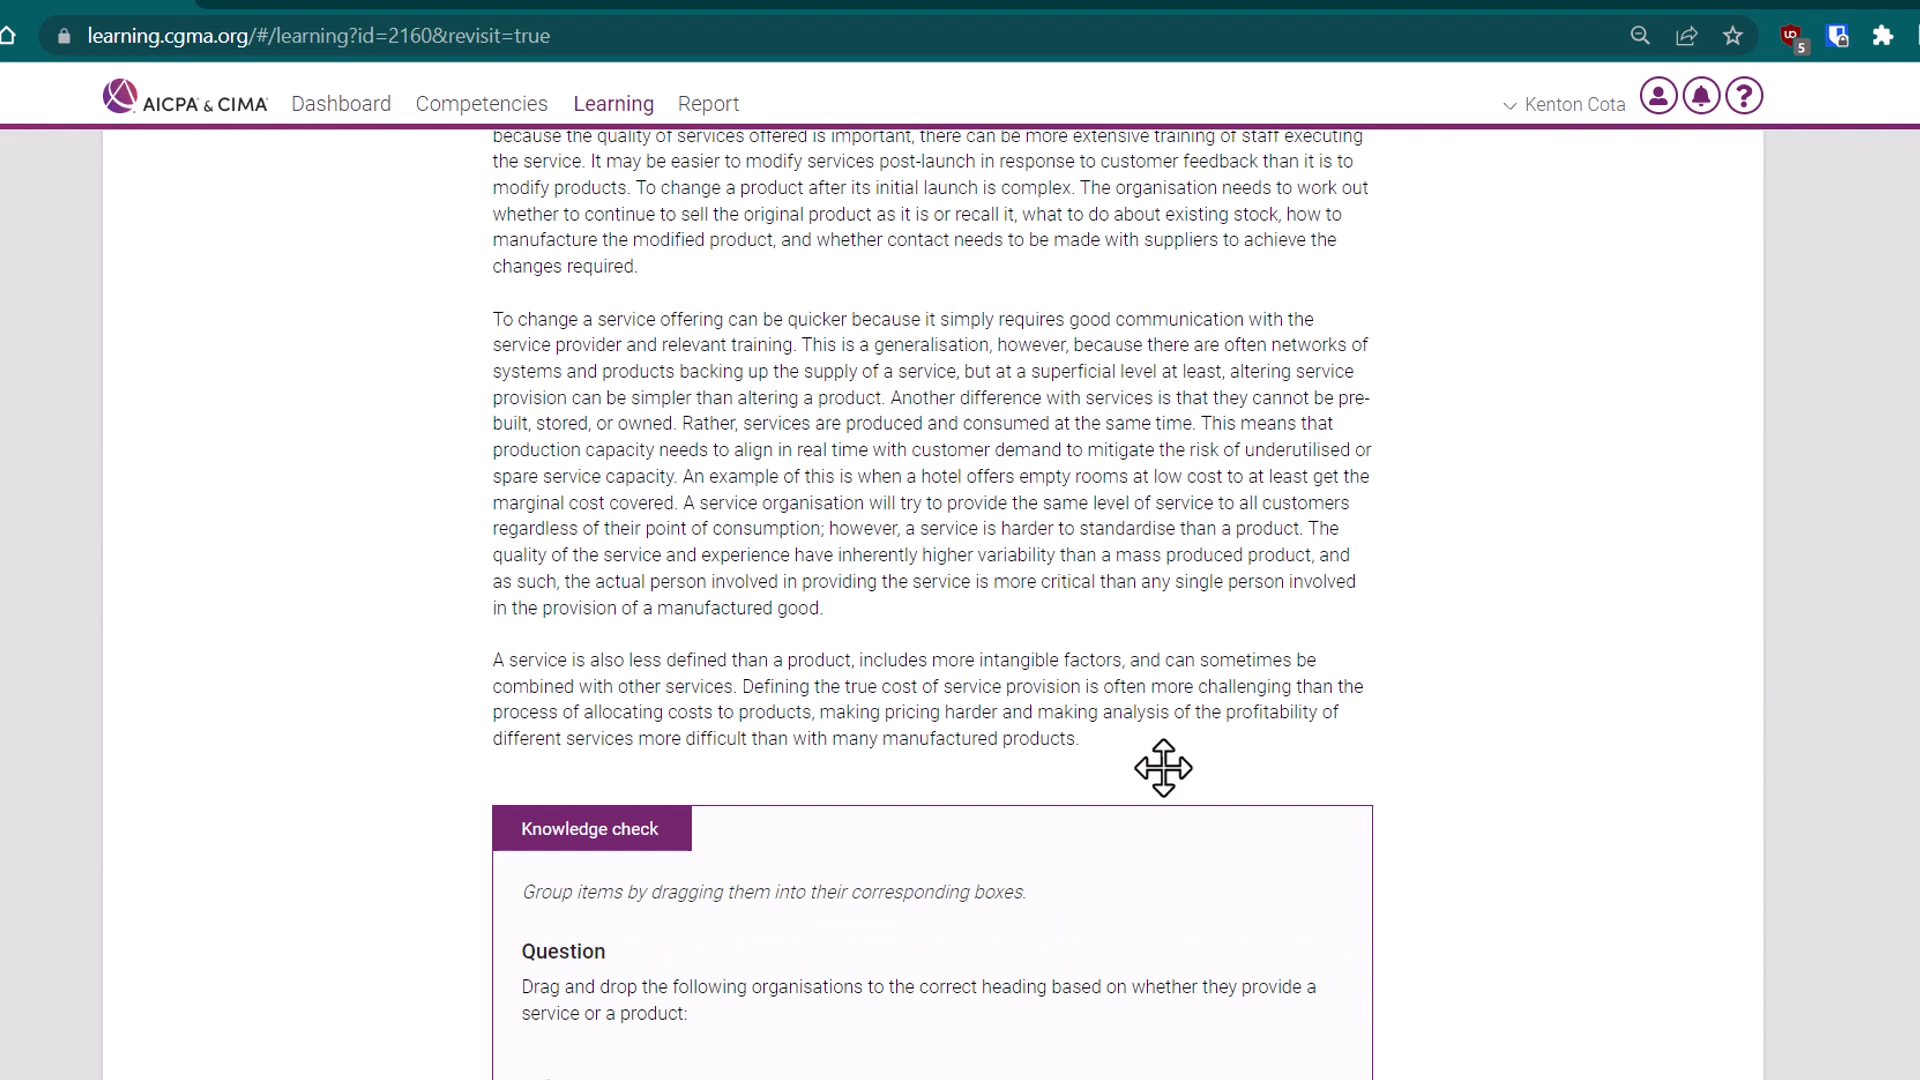 learning.cgma.org/#/learning?id=2160&revisit=true
5
AICPA & CIMA Dashboard Competencies Learning Report Kenton Cota
because the quality of services offered is important, there can be more extensive training of staff executing
the service. It may be easier to modify services post-launch in response to customer feedback than it is to
modify products. To change a product after its initial launch is complex. The organisation needs to work out
whether to continue to sell the original product as it is or recall it, what to do about existing stock, how to
manufacture the modified product, and whether contact needs to be made with suppliers to achieve the
changes required.
To change a service offering can be quicker because it simply requires good communication with the
service provider and relevant training. This is a generalisation, however, because there are often networks of
systems and products backing up the supply of a service, but at a superficial level at least, altering service
provision can be simpler than altering a product. Another difference with services is that they cannot be pre-
built, stored, or owned. Rather, services are produced and consumed at the same time. This means that
production capacity needs to align in real time with customer demand to mitigate the risk of underutilised or
spare service capacity. An example of this is when a hotel offers empty rooms at low cost to at least get the
marginal cost covered. A service organisation will try to provide the same level of service to all customers
regardless of their point of consumption; however, a service is harder to standardise than a product. The
quality of the service and experience have inherently higher variability than a mass produced product, and
as such, the actual person involved in providing the service is more critical than any single person involved
in the provision of a manufactured good.
A service is also less defined than a product, includes more intangible factors, and can sometimes be
combined with other services. Defining the true cost of service provision is often more challenging than the
process of allocating costs to products, making pricing harder and making analysis of the profitability of
different services more difficult than with many manufactured products.
Knowledge check
Group items by dragging them into their corresponding boxes.
Question
Drag and drop the following organisations to the correct heading based on whether they provide a
service or a product: